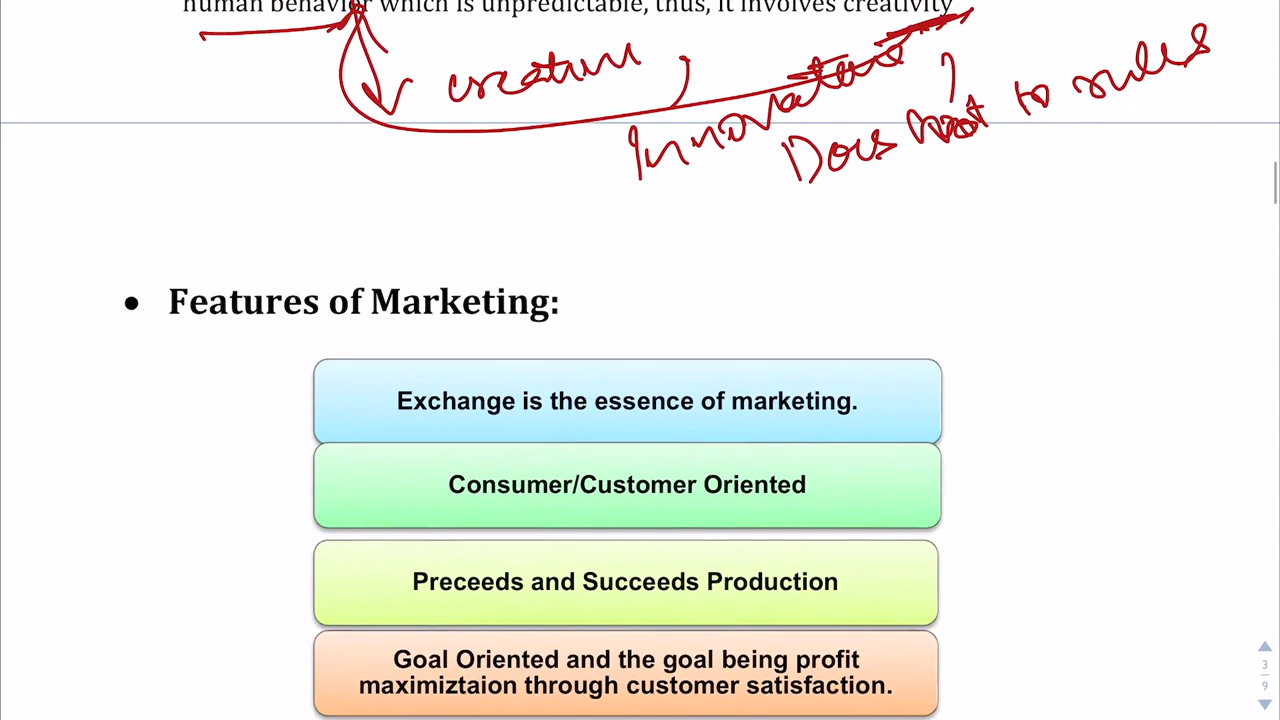 human behavior which is unpredictable, thus, it involves creativity
creative,
Innovative,
Does not to rules
• Features of Marketing:
Exchange is the essence of marketing.
Consumer/Customer Oriented
Preceeds and Succeeds Production
Goal Oriented and the goal being profit
maximiztaion through customer satisfaction.
3
9